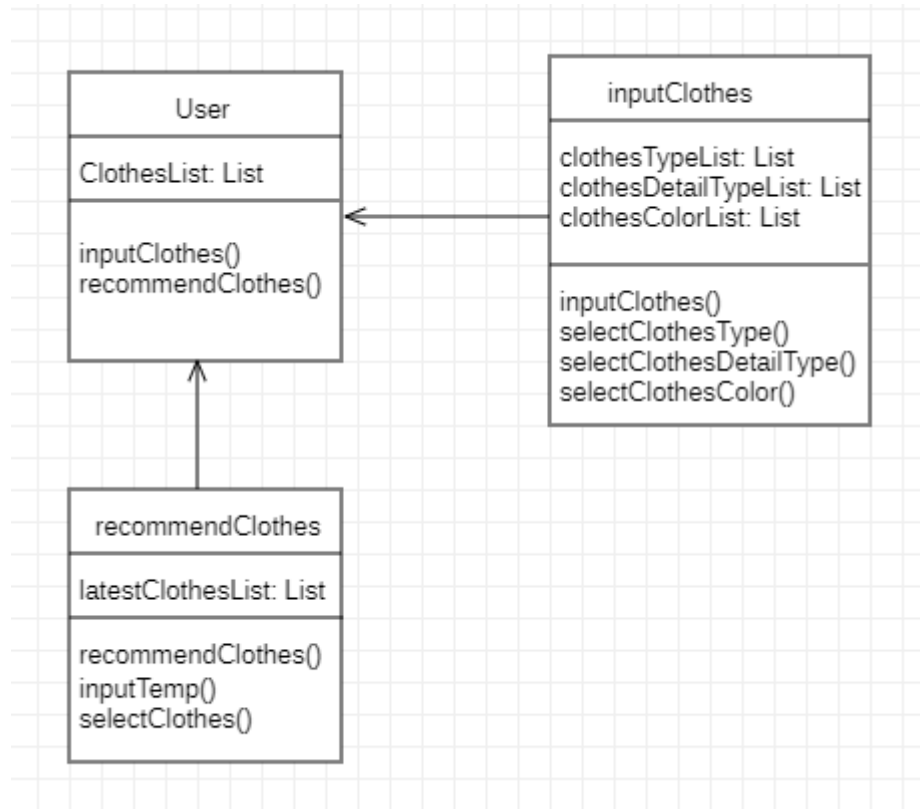 User
ClothesList: List
inputClothes()
recommendClothes()
inputClothes
clothesTypeList: List
clothesDetailTypeList: List
clothesColorList: List
inputClothes()
selectClothesType()
selectClothesDetailType()
selectClothesColor()
recommendClothes
latestClothesList: List
recommendClothes()
inputTemp()
selectClothes()